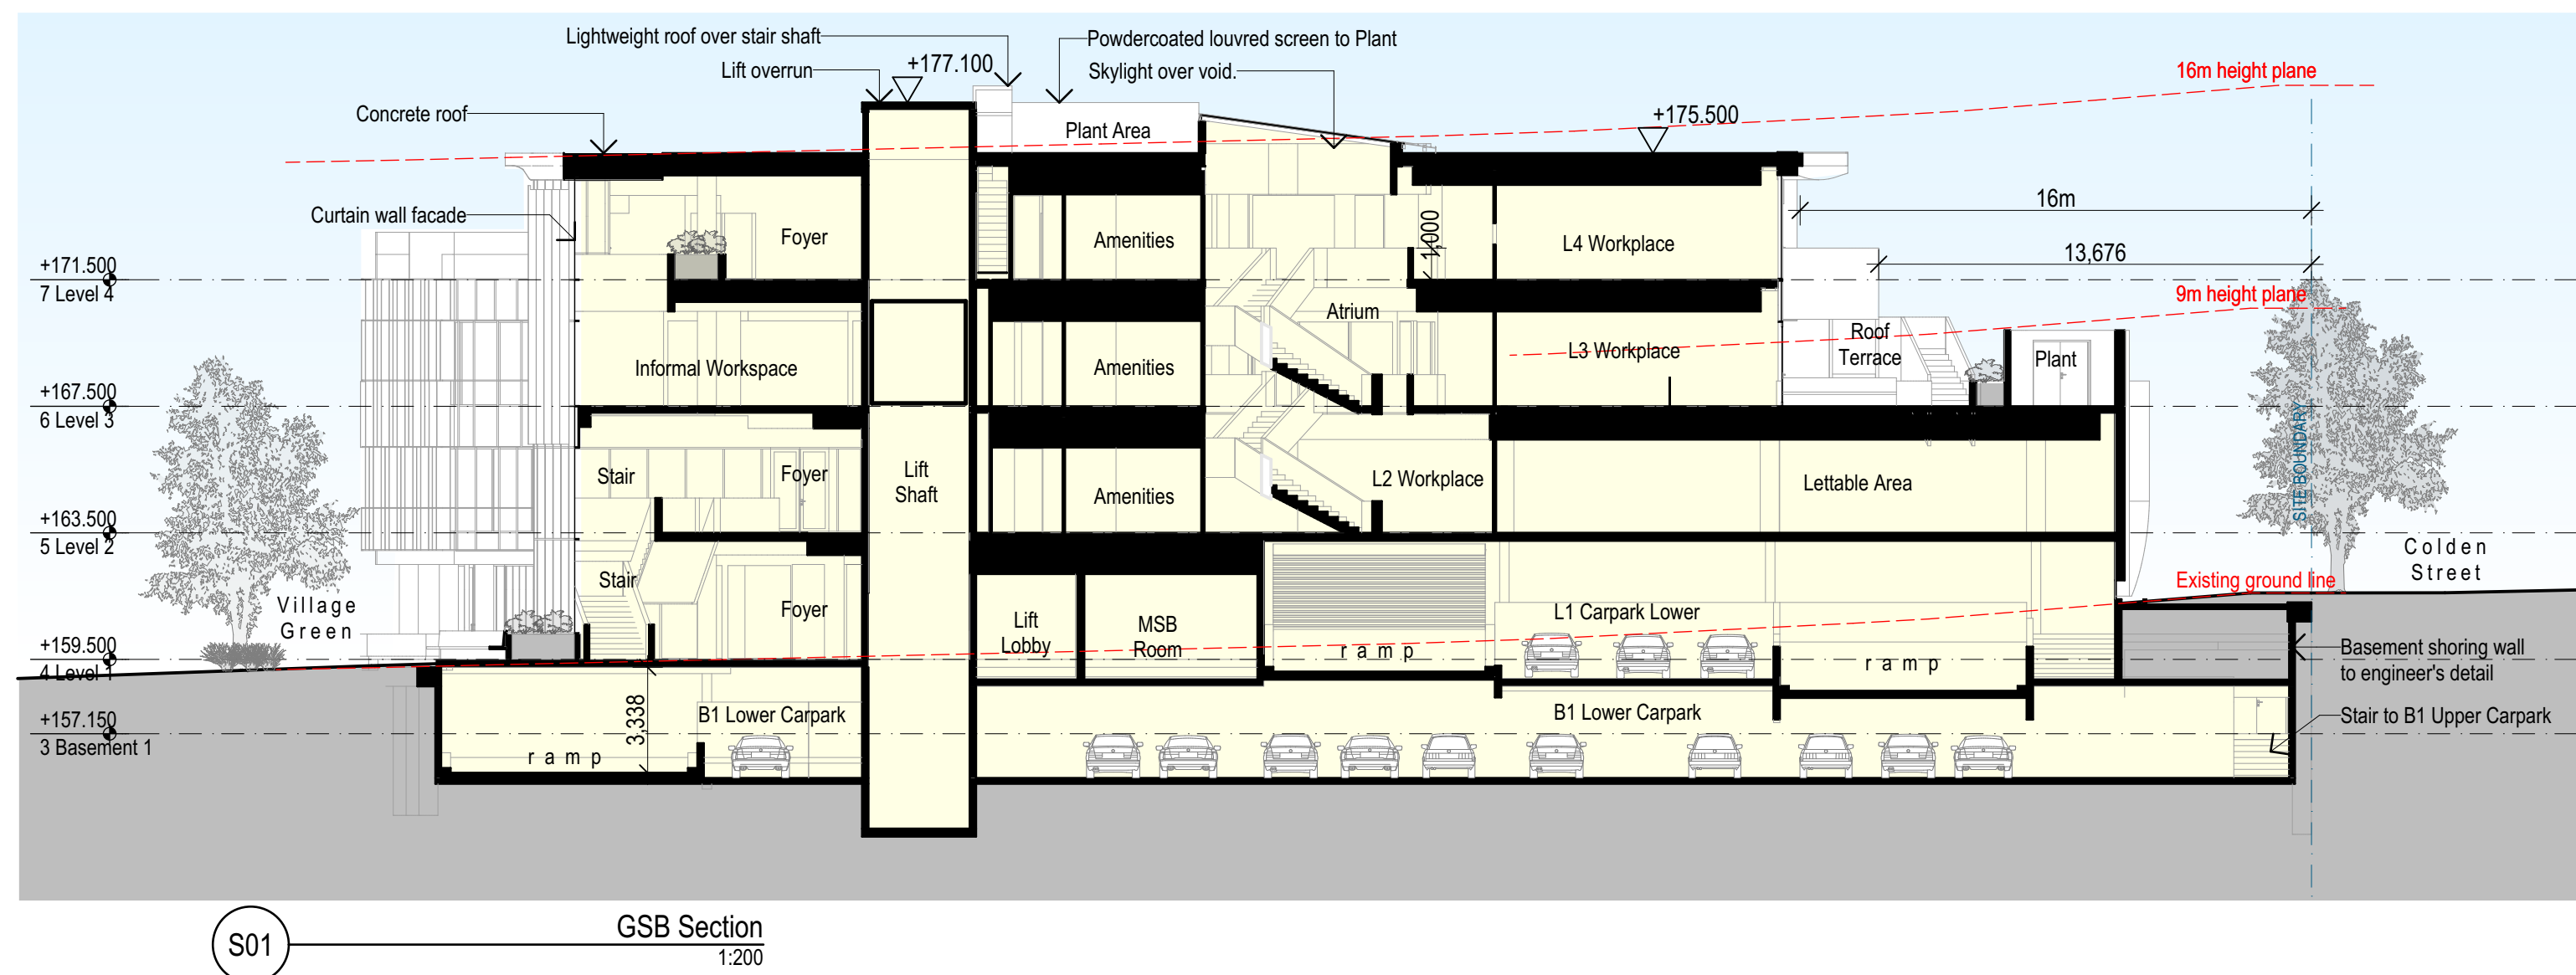 Lightweight roof over stair shaft
Powdercoated louvred screen to Plant
Lift overrun
+177.100
Skylight over void.
16m height plane
Concrete roof
Plant Area
+175.500
16m
Curtain wall facade
Foyer
Amenities
1,000
L4 Workplace
13,676
+171.500
7 Level 4
9m height plane
Atrium
Roof
Terrace
L3 Workplace
Plant
Informal Workspace
Amenities
+167.500
6 Level 3
SITE BOUNDARY
Stair
Foyer
Lift
Shaft
Amenities
L2 Workplace
Lettable Area
+163.500
5 Level 2
Colden
Street
Stair
Existing ground line
Village
Green
Foyer
Lift
Lobby
MSB
Room
L1 Carpark Lower
ramp
ramp
+159.500
4 Level 1
Basement shoring wall
to engineer's detail
3,338
B1 Lower Carpark
B1 Lower Carpark
Stair to B1 Upper Carpark
+157.150
3 Basement 1
ramp
S01
GSB Section
1:200